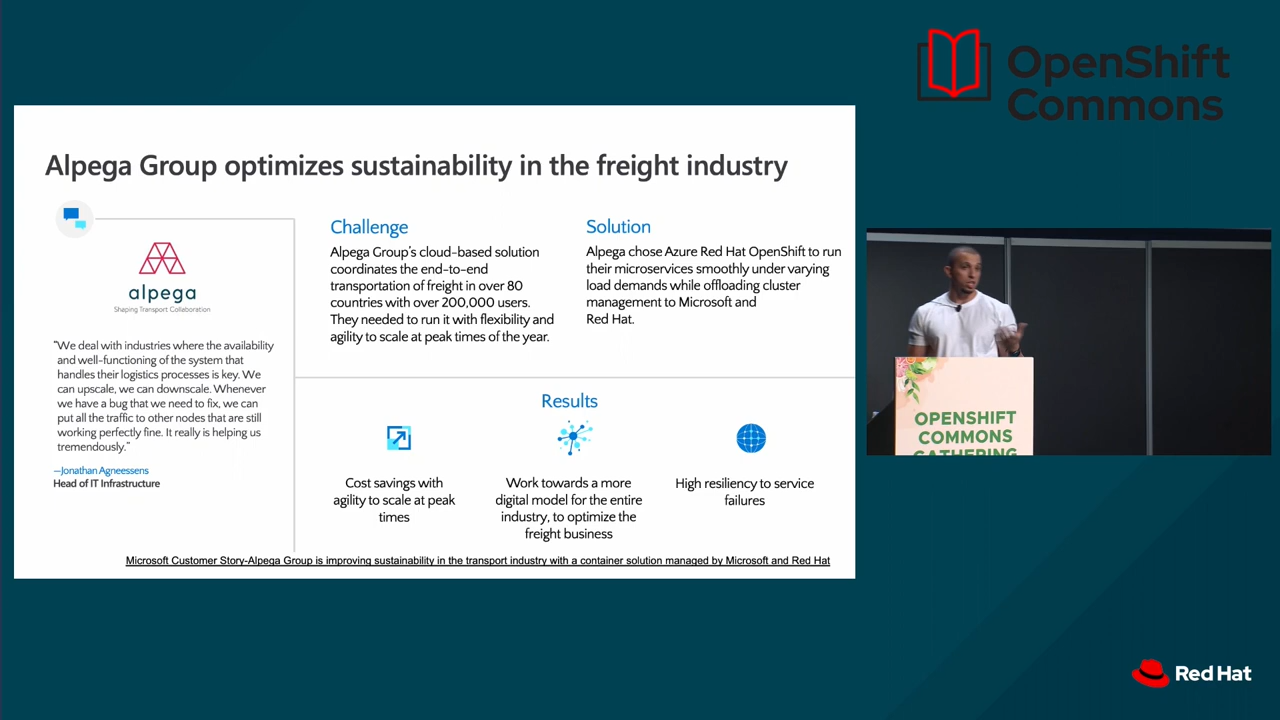 OpenShift
Commons
Alpega Group optimizes sustainability in the freight industry
alpega
Shaping Transport Collaboration
"We deal with industries where the availability
and well-functioning of the system that
handles their logistics processes is key. We
can upscale, we can downscale. Whenever
we have a bug that we need to fix, we can
put all the traffic to other nodes that are still
working perfectly fine. It really is helping us
tremendously."
—Jonathan Agneessens
Head of IT Infrastructure
Challenge
Alpega Group's cloud-based solution
coordinates the end-to-end
transportation of freight in over 80
countries with over 200,000 users.
They needed to run it with flexibility and
agility to scale at peak times of the year.
Solution
Alpega chose Azure Red Hat OpenShift to run
their microservices smoothly under varying
load demands while offloading cluster
management to Microsoft and
Red Hat.
Results
Cost savings with
agility to scale at peak
times
Work towards a more
digital model for the entire
industry, to optimize the
freight business
High resiliency to service
failures
Microsoft Customer Story-Alpega Group is improving sustainability in the transport industry with a container solution managed by Microsoft and Red Hat
OPENSHIFT
COMMONS
GATHERING
Red Hat